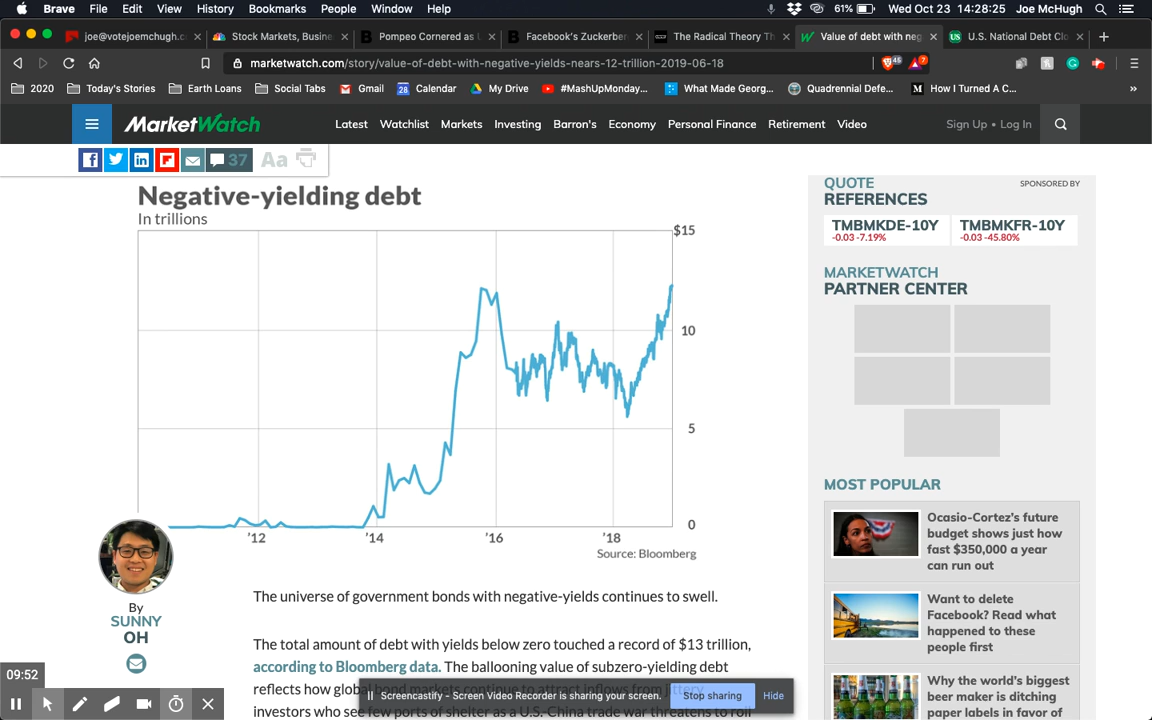 Brave File Edit View History Bookmarks People Window Help 61% Wed Oct 23 14:28:25 Joe McHugh
joe@votejoemchugh.c Stock Markets, Busine Pompeo Cornered as Facebook's Zuckerber The Radical Theory Th Value of debt with neg U.S. National Debt Clo
marketwatch.com/story/value-of-debt-with-negative-yields-nears-12-trillion-2019-06-18 45 7
2020 Today's Stories Earth Loans Social Tabs Gmail 28 Calendar My Drive #MashUpMonday... What Made Georg... Quadrennial Defe... M How I Turned A C... »
MarketWatch Latest Watchlist Markets Investing Barron's Economy Personal Finance Retirement Video Sign Up • Log In
37 Aa
Negative-yielding debt
In trillions
$15
10
5
0
'12 '14 '16 '18
Source: Bloomberg
By
SUNNY
OH
The universe of government bonds with negative-yields continues to swell.
The total amount of debt with yields below zero touched a record of $13 trillion,
according to Bloomberg data. The ballooning value of subzero-yielding debt
reflects how global bond markets continue to attract inflows from jittery
investors who see few ports of shelter as a U.S.-China trade war threatens to roil
QUOTE
REFERENCES
SPONSORED BY
TMBMKDE-10Y TMBMKFR-10Y
-0.03 -7.19% -0.03 -45.80%
MARKETWATCH
PARTNER CENTER
MOST POPULAR
Ocasio-Cortez's future
budget shows just how
fast $350,000 a year
can run out
Want to delete
Facebook? Read what
happened to these
people first
Why the world's biggest
beer maker is ditching
paper labels in favor of
09:52
Screencastify - Screen Video Recorder is sharing your screen. Stop sharing Hide